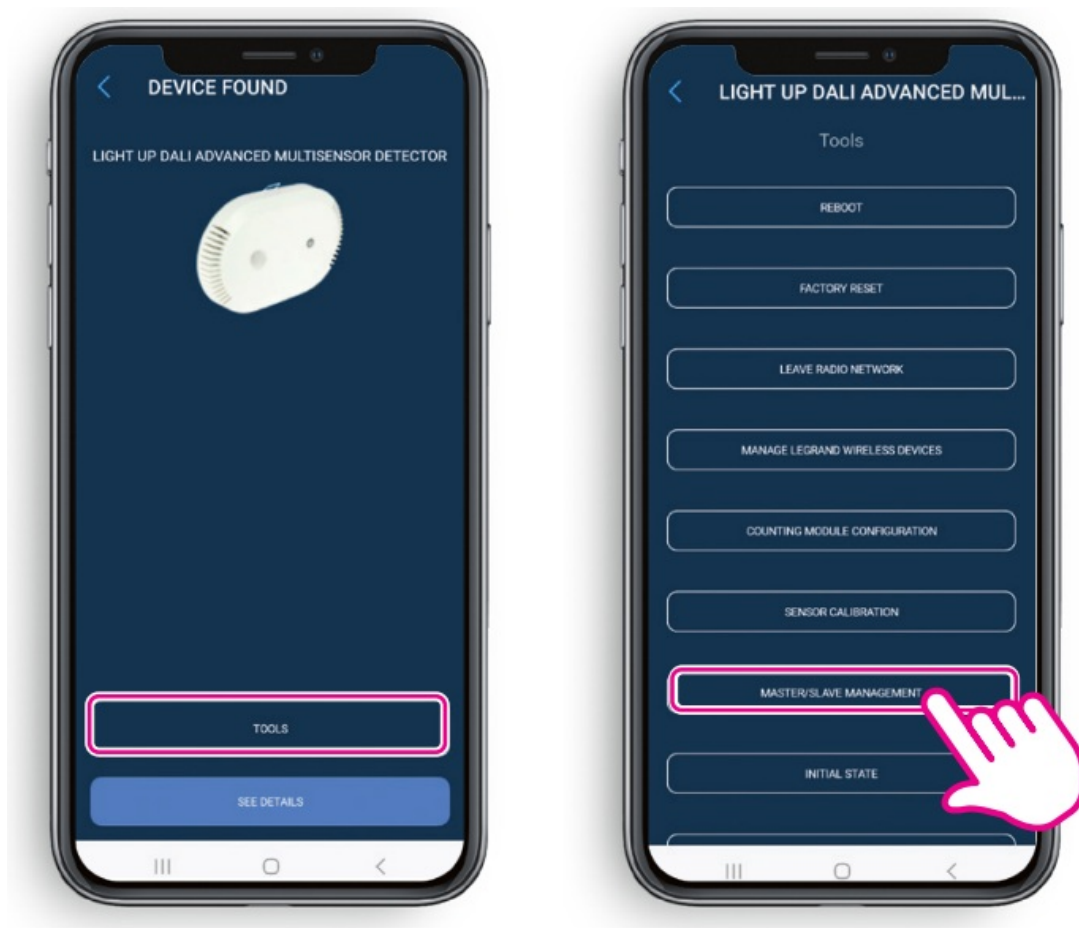 DEVICE FOUND
LIGHT UP DALI ADVANCED MULTISENSOR DETECTOR
TOOLS
SEE DETAILS
LIGHT UP DALI ADVANCED MUL...
Tools
REBOOT
FACTORY RESET
LEAVE RADIO NETWORK
MANAGE LEGRAND WIRELESS DEVICES
COUNTING MODULE CONFIGURATION
SENSOR CALIBRATION
MASTER/SLAVE MANAGEMENT
INITIAL STATE